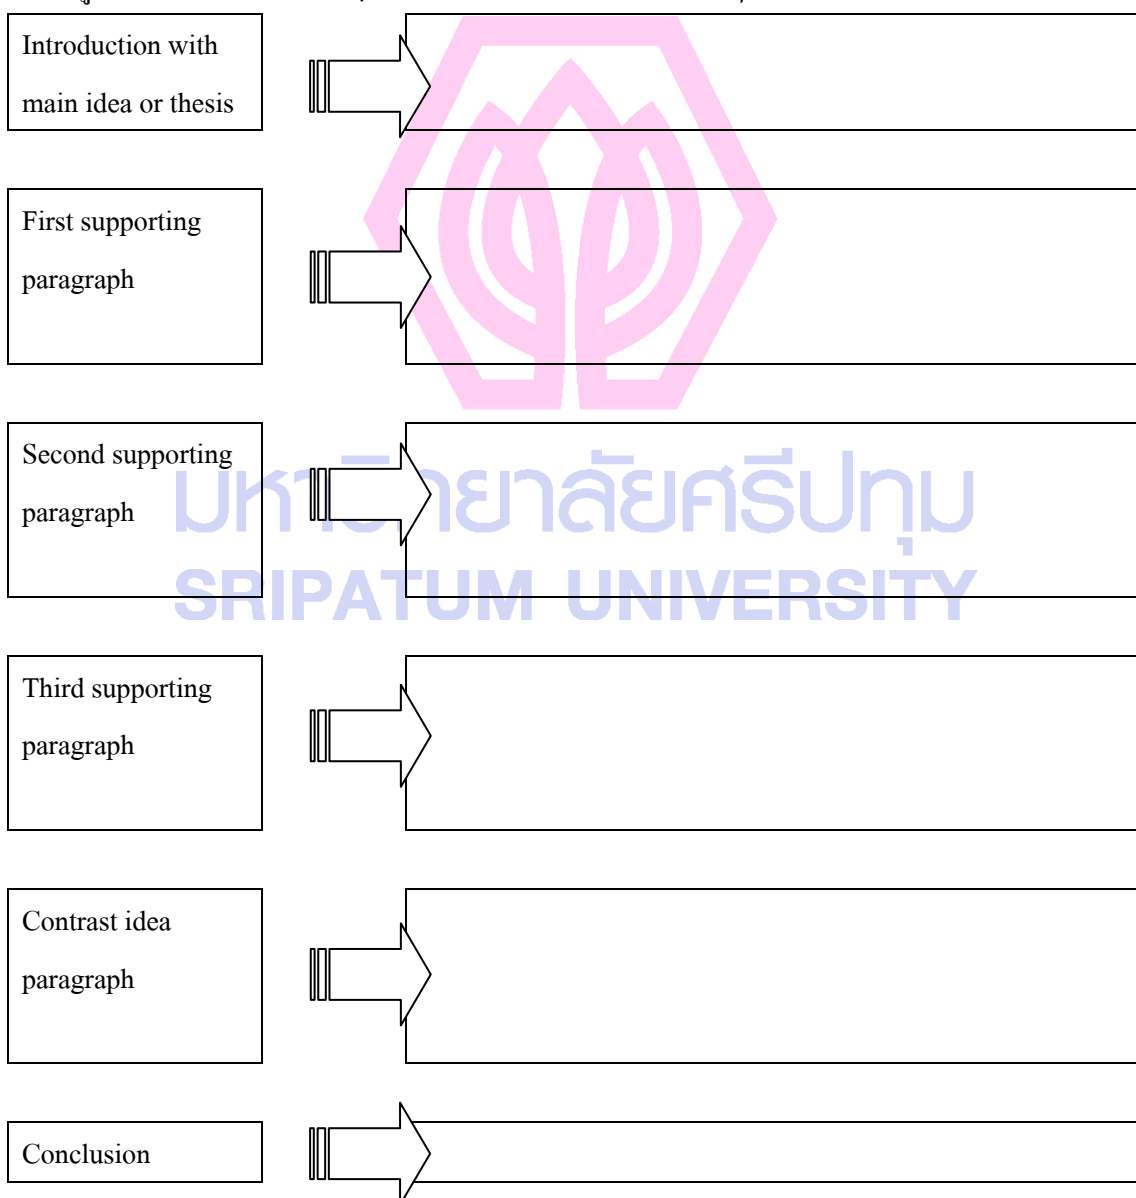 Introduction with
main idea or thesis
First supporting
paragraph
Second supporting
paragraph
มหาวิทยาลัยศรีปทุม
SRIPATUM UNIVERSITY
Third supporting
paragraph
Contrast idea
paragraph
Conclusion